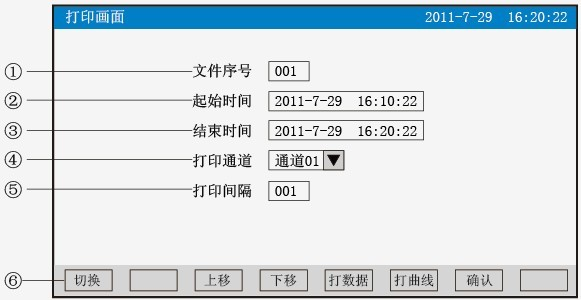 打印画面 2011-7-29 16:20:22
① 文件序号 001
② 起始时间 2011-7-29 16:10:22
③ 结束时间 2011-7-29 16:20:22
④ 打印通道 通道01
⑤ 打印间隔 001
⑥ 切换 上移 下移 打数据 打曲线 确认